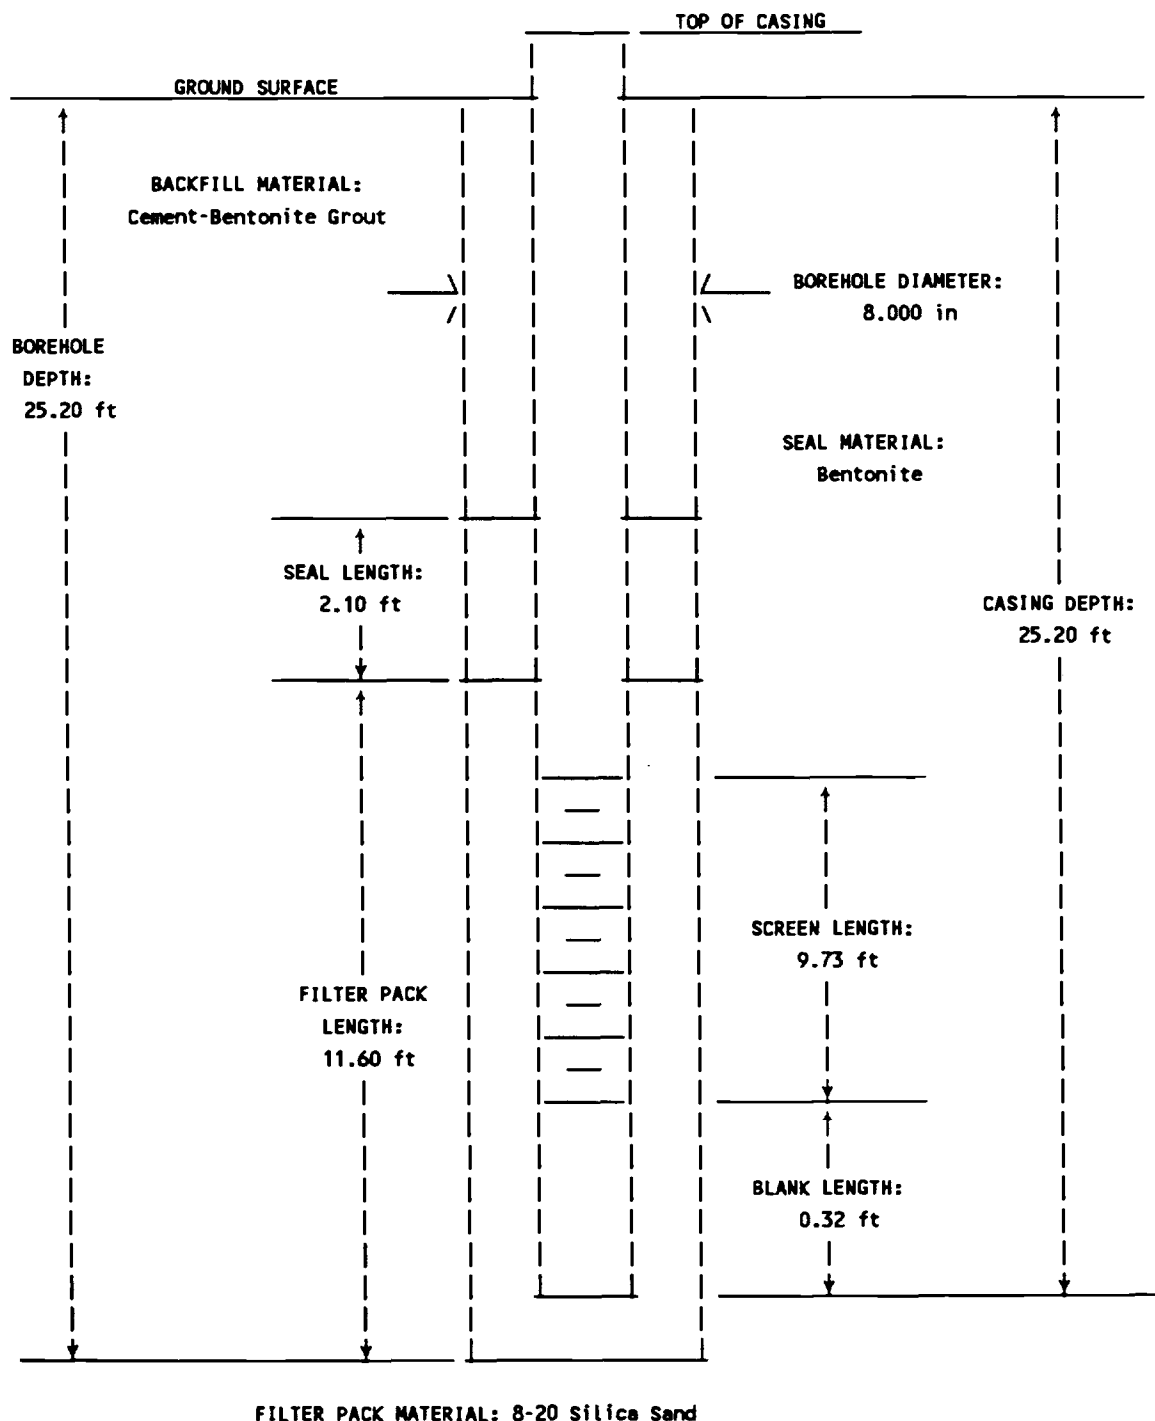 TOP OF CASING
GROUND SURFACE
BACKFILL MATERIAL:
Cement-Bentonite Grout
BOREHOLE DIAMETER:
8.000 in
BOREHOLE
DEPTH:
25.20 ft
SEAL MATERIAL:
Bentonite
SEAL LENGTH:
2.10 ft
CASING DEPTH:
25.20 ft
SCREEN LENGTH:
9.73 ft
FILTER PACK
LENGTH:
11.60 ft
BLANK LENGTH:
0.32 ft
FILTER PACK MATERIAL: 8-20 Silica Sand